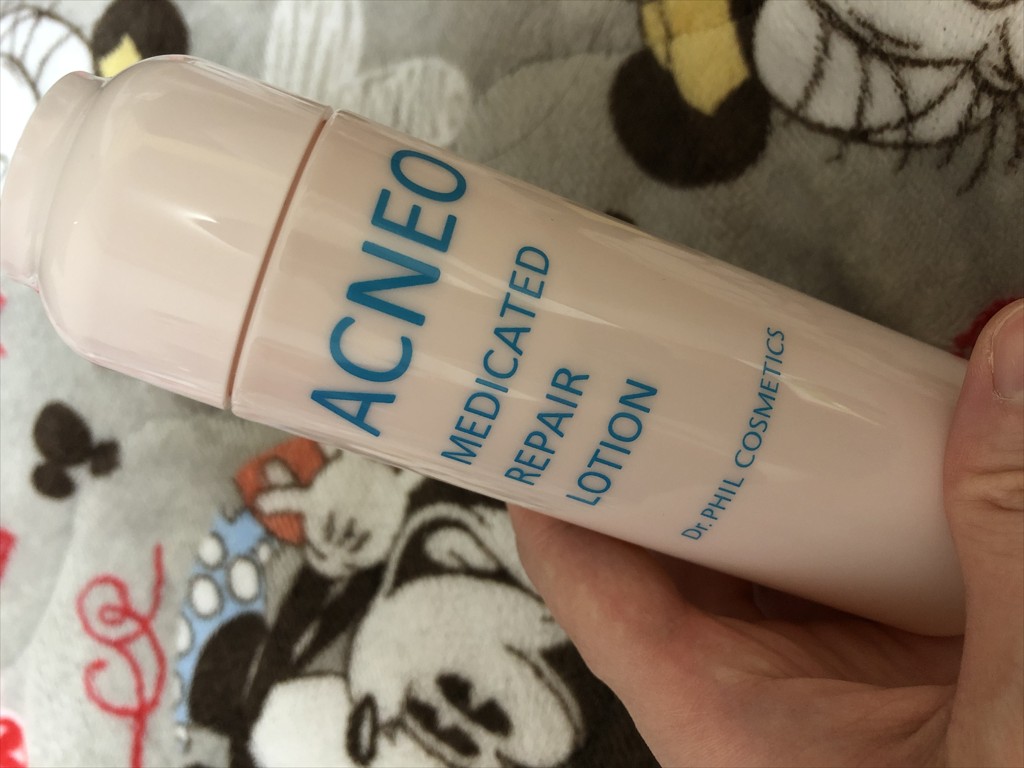 ACNEO
MEDICATED
REPAIR
LOTION
Dr. PHIL COSMETICS